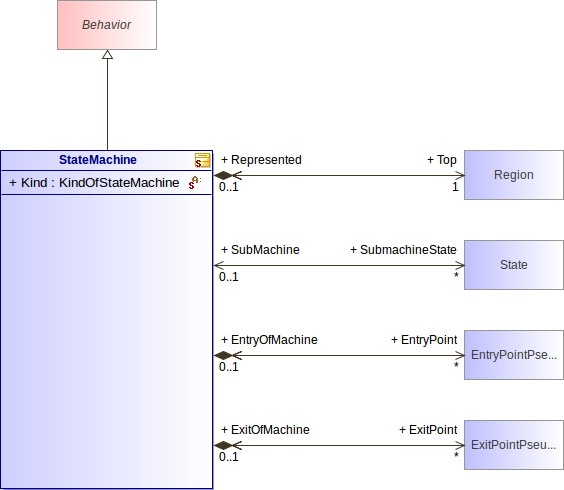 Behavior
StateMachine
+ Kind : KindOfStateMachine
+ Represented
+ Top
0..1
1
Region
+ SubMachine
+ SubmachineState
0..1
*
State
+ EntryOfMachine
+ EntryPoint
0..1
*
EntryPointPse...
+ ExitOfMachine
+ ExitPoint
0..1
*
ExitPointPseu...